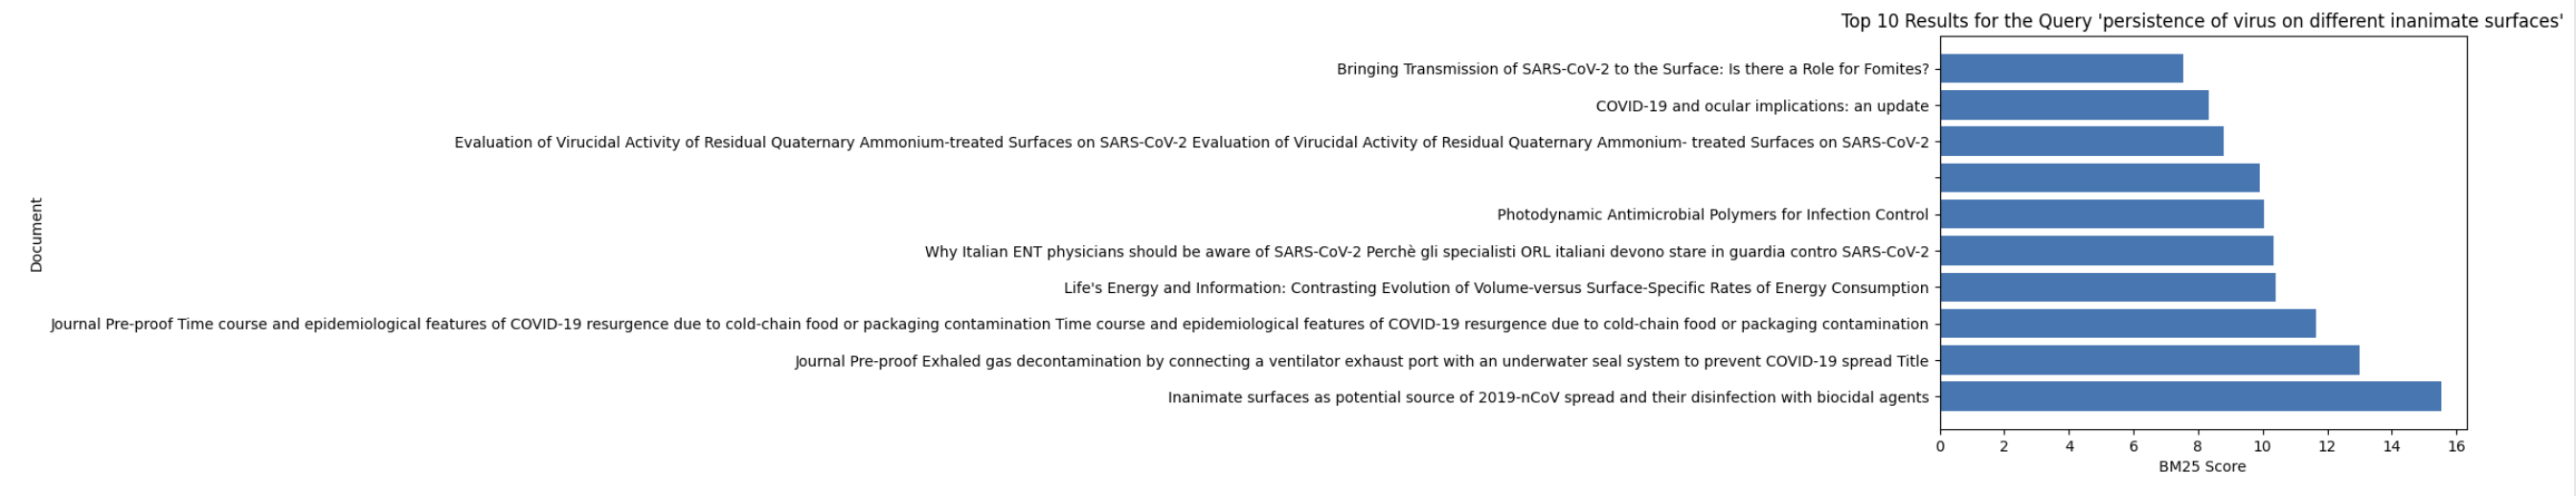 Top 10 Results for the Query 'persistence of virus on different inanimate surfaces'
Bringing Transmission of SARS-CoV-2 to the Surface: Is there a Role for Fomites?
COVID-19 and ocular implications: an update
Evaluation of Virucidal Activity of Residual Quaternary Ammonium-treated Surfaces on SARS-CoV-2 Evaluation of Virucidal Activity of Residual Quaternary Ammonium- treated Surfaces on SARS-CoV-2
Photodynamic Antimicrobial Polymers for Infection Control
Why Italian ENT physicians should be aware of SARS-CoV-2 Perchè gli specialisti ORL italiani devono stare in guardia contro SARS-CoV-2
Life's Energy and Information: Contrasting Evolution of Volume-versus Surface-Specific Rates of Energy Consumption
Journal Pre-proof Time course and epidemiological features of COVID-19 resurgence due to cold-chain food or packaging contamination Time course and epidemiological features of COVID-19 resurgence due to cold-chain food or packaging contamination
Journal Pre-proof Exhaled gas decontamination by connecting a ventilator exhaust port with an underwater seal system to prevent COVID-19 spread Title
Inanimate surfaces as potential source of 2019-nCoV spread and their disinfection with biocidal agents
Document
0 2 4 6 8 10 12 14 16
BM25 Score